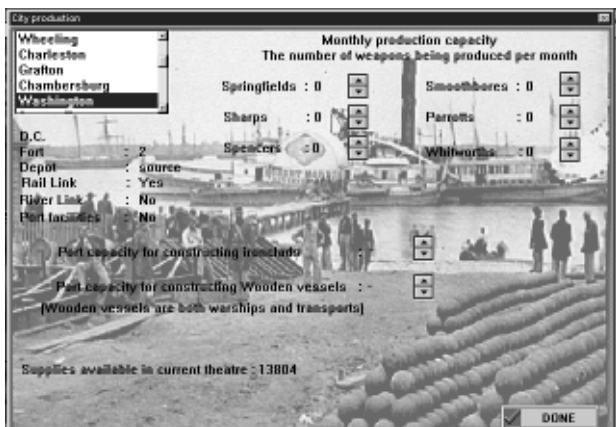 City production
Wheeling
Charleston
Grafton
Chambersburg
Washington
Monthly production capacity
The number of weapons being produced per month
Springfields : 0
Smoothbores : 0
Sharps : 0
Parrotts : 0
Spencers : 0
Whitworths : 0
D.C.
Fort : 2
Depot : source
Rail Link : Yes
River Link : No
Port facilities : No
Port capacity for constructing Ironclads : -
Port capacity for constructing Wooden vessels : -
(Wooden vessels are both warships and transports)
Supplies available in current theatre : 13804
DONE